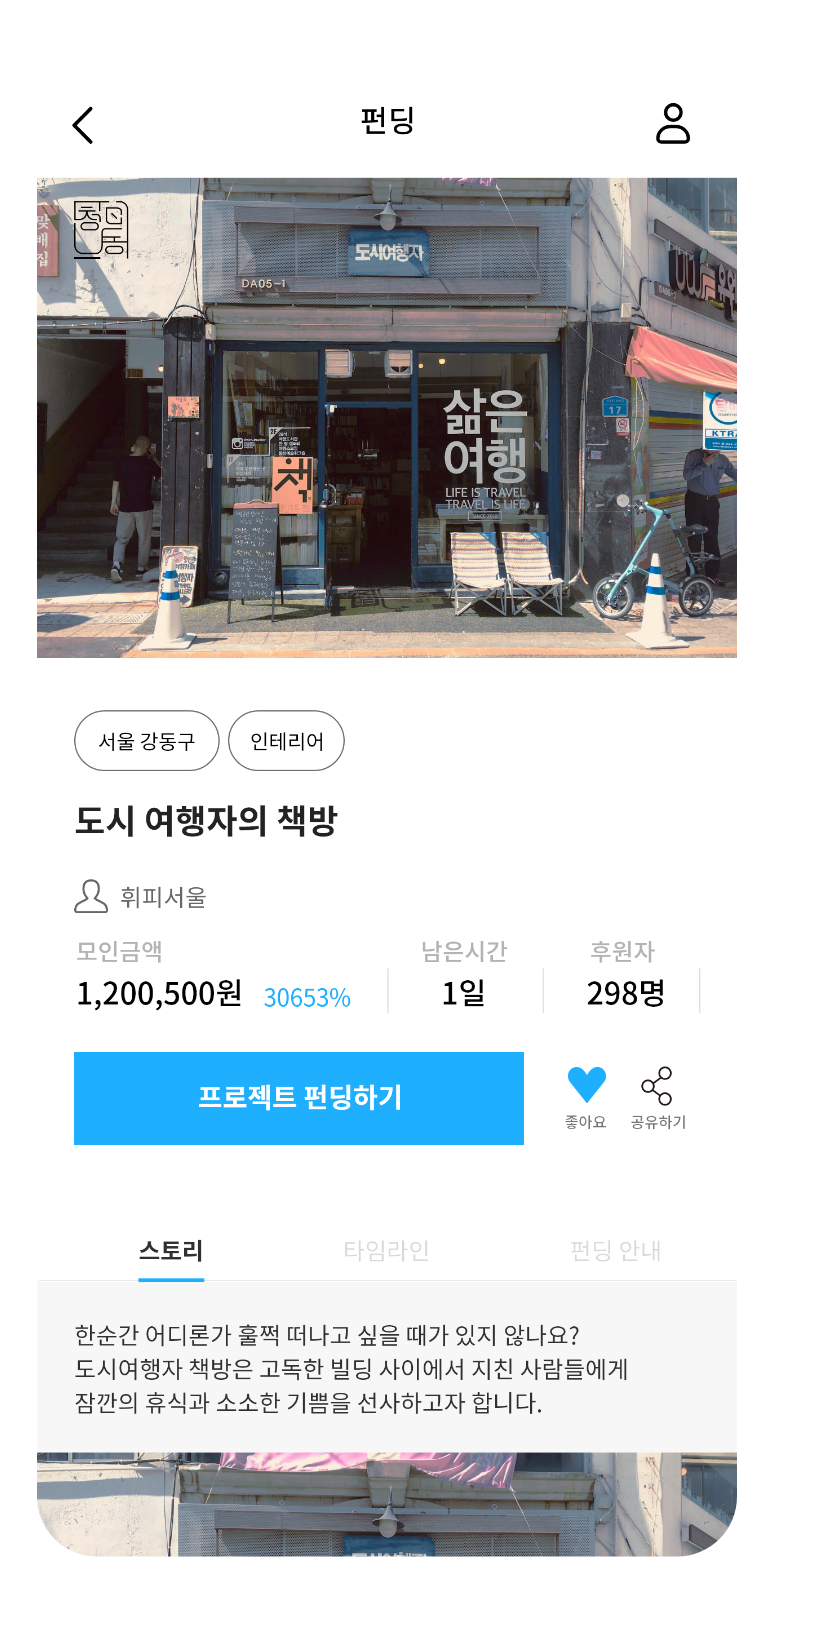 펀딩
맞
배
집
청
모
동
도시여행자
DA05-1
삶은
여행
LIFE IS TRAVEL
TRAVEL IS LIFE
책
17
KTR
서울 강동구
인테리어
도시 여행자의 책방
휘피서울
모인금액
남은시간
후원자
1,200,500원 30653%
1일
298명
프로젝트 펀딩하기
좋아요
공유하기
스토리
타임라인
펀딩 안내
한순간 어디론가 훌쩍 떠나고 싶을 때가 있지 않나요?
도시여행자 책방은 고독한 빌딩 사이에서 지친 사람들에게
잠깐의 휴식과 소소한 기쁨을 선사하고자 합니다.